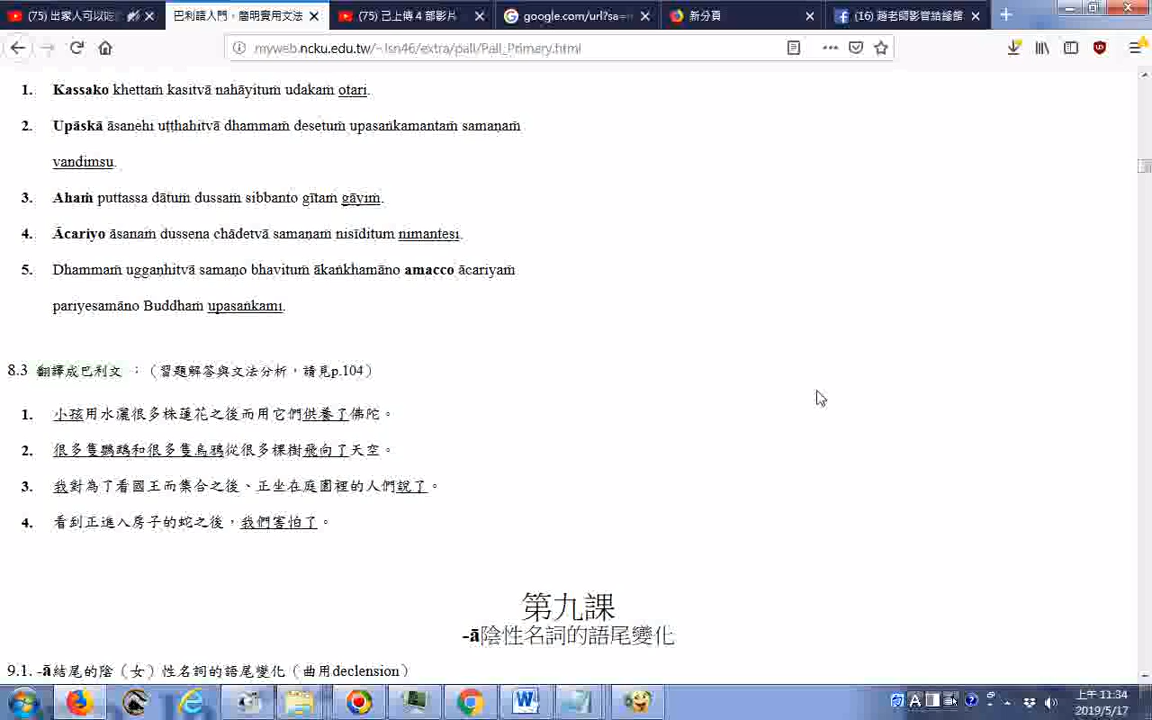 (75) 出家人可以
巴利語入門，簡明實用文法
(75) 己上傳 4 部影片
google.com/url?sa=
新分頁
(16) 趙老師影管結緣館
myweb.ncku.edu.tw/~lsn46/extra/pali/Pali_Primary.html
1. Kassako khettaṁ kasitvā nahāyituṁ udakaṁ otari.
2. Upāskā āsanehi uṭṭhahitvā dhammaṁ desetuṁ upasaṅkamantaṁ samaṇaṁ
vandiṁsu.
3. Ahaṁ puttassa dātuṁ dussaṁ sibbanto gītaṁ gāyiṁ.
4. Ācariyo āsanaṁ dussena chādetvā samaṇaṁ nisīdituṁ nimantesi.
5. Dhammaṁ uggaṇhitvā samaṇo bhavituṁ ākaṅkhamāno amacco ācariyaṁ
pariyesamāno Buddhaṁ upasaṅkami.
8.3 翻譯成巴利文 ：（習題解答與文法分析，請見p.104）
1. 小孩用水灑很多株蓮花之後而用它們供養了佛陀。
2. 很多隻鸚鵡和很多隻烏鴉從很多棵樹飛向了天空。
3. 我對為了看國王而集合之後、正坐在庭園裡的人們說了。
4. 看到正進入房子的蛇之後，我們害怕了。
第九課
-ā陰性名詞的語尾變化
9.1. -ā結尾的陰（女）性名詞的語尾變化（曲用declension）
上午 11:34
2019/5/17